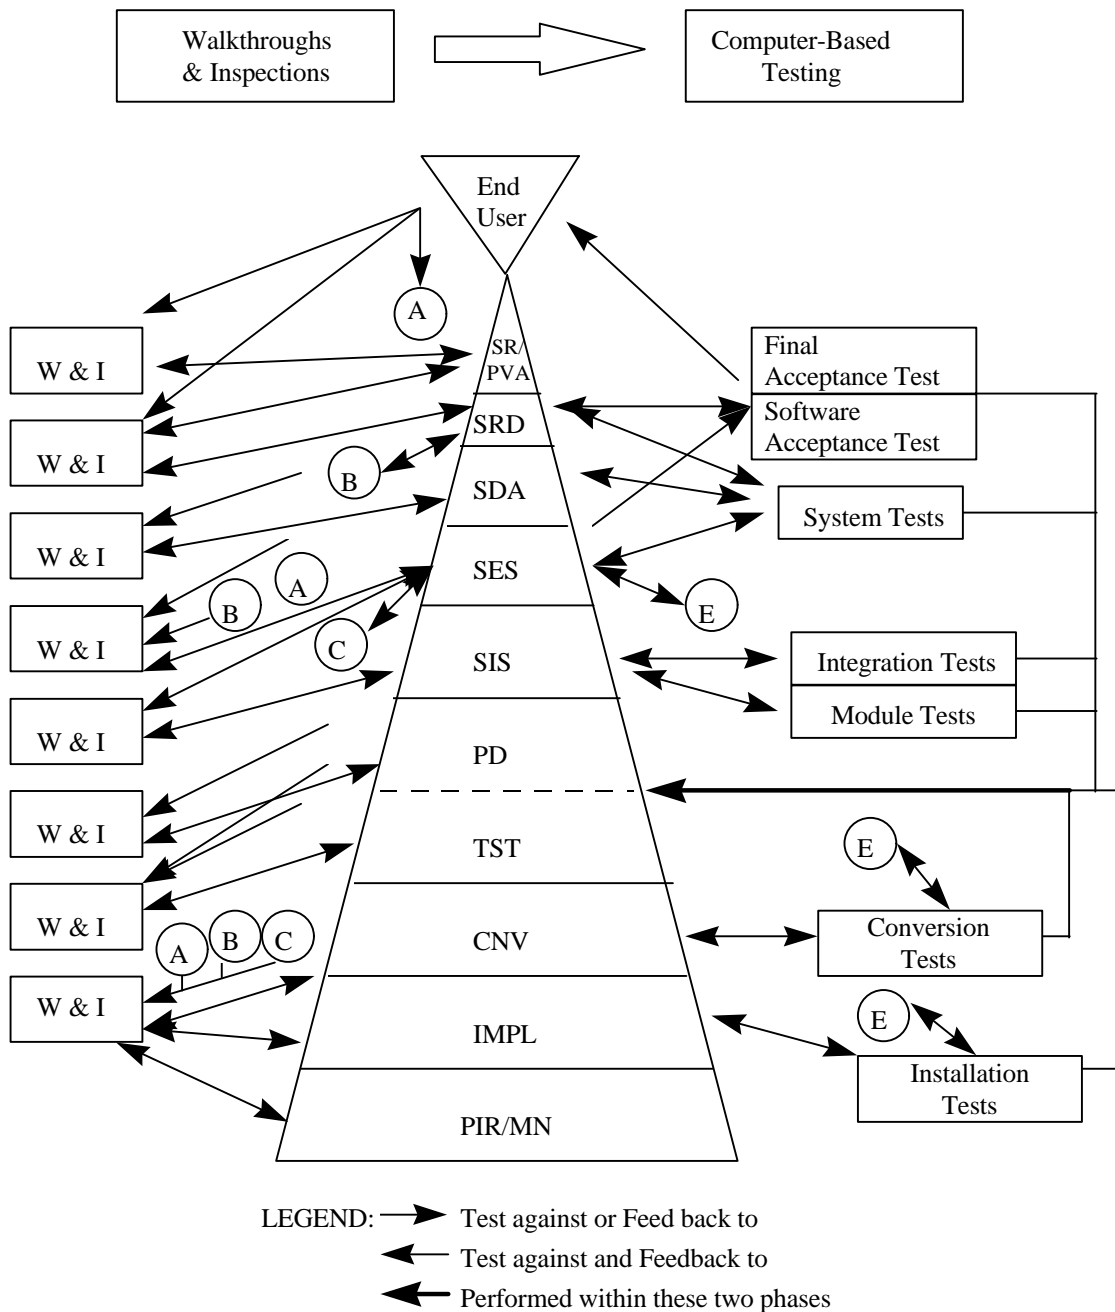 Walkthroughs
& Inspections
Computer-Based
Testing
End
User
A
SR/
PVA
W & I
Final
Acceptance Test
Software
Acceptance Test
SRD
W & I
B
SDA
System Tests
W & I
SES
A
B
E
W & I
C
SIS
Integration Tests
Module Tests
W & I
PD
W & I
TST
E
W & I
A
B
C
CNV
Conversion
Tests
W & I
IMPL
E
Installation
Tests
PIR/MN
LEGEND:
Test against or Feed back to
Test against and Feedback to
Performed within these two phases